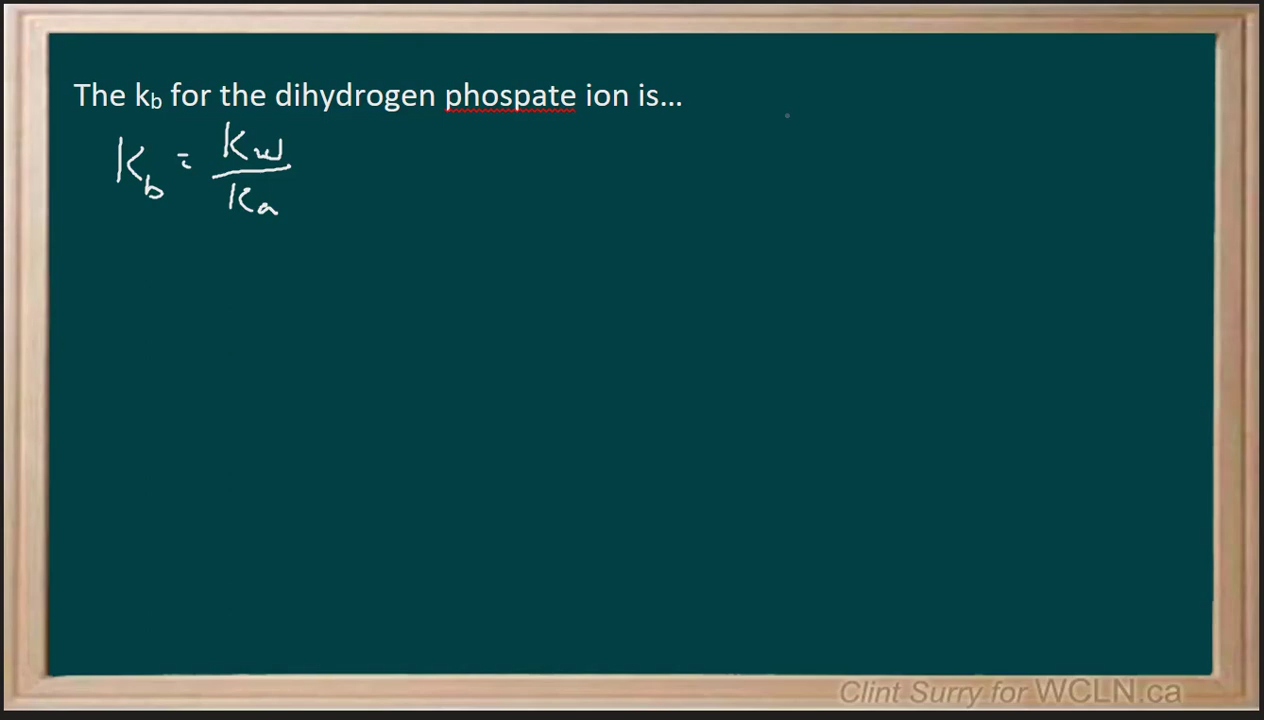 The kb for the dihydrogen phospate ion is...
Kb = Kw / Ka
Clint Surry for WCLN.ca